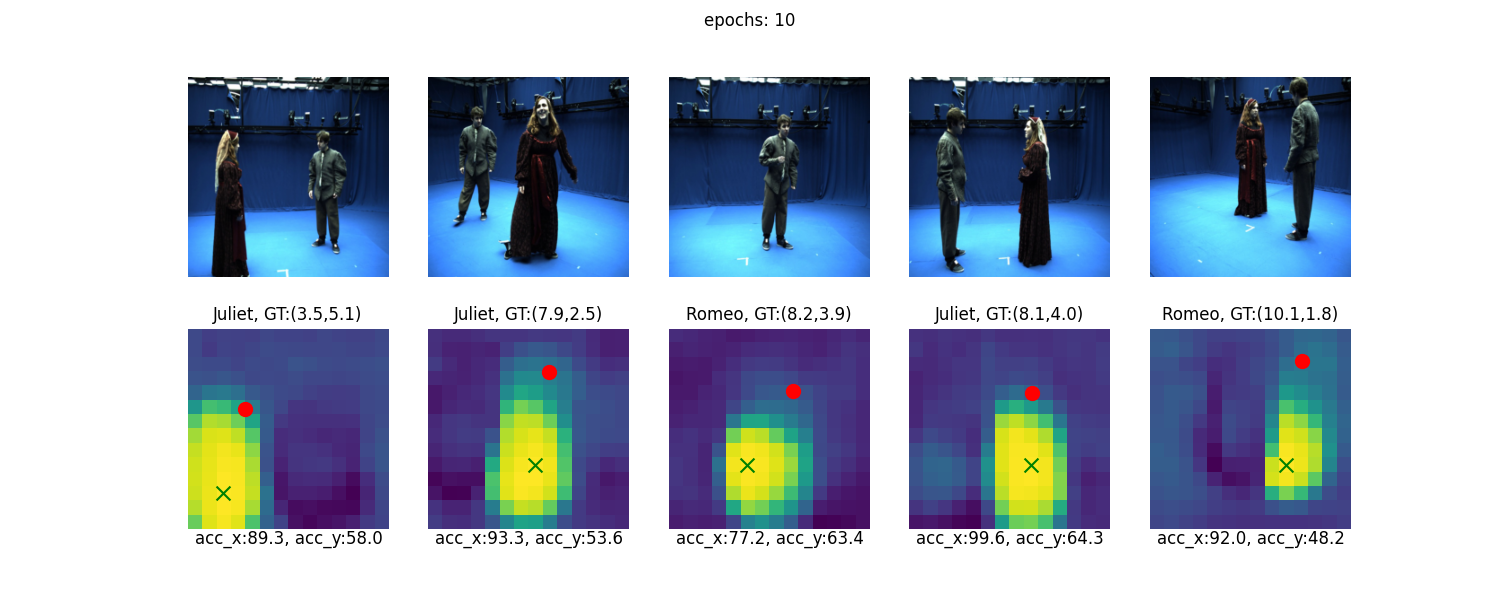 epochs: 10
Juliet, GT:(3.5,5.1)
Juliet, GT:(7.9,2.5)
Romeo, GT:(8.2,3.9)
Juliet, GT:(8.1,4.0)
Romeo, GT:(10.1,1.8)
acc_x:89.3, acc_y:58.0
acc_x:93.3, acc_y:53.6
acc_x:77.2, acc_y:63.4
acc_x:99.6, acc_y:64.3
acc_x:92.0, acc_y:48.2